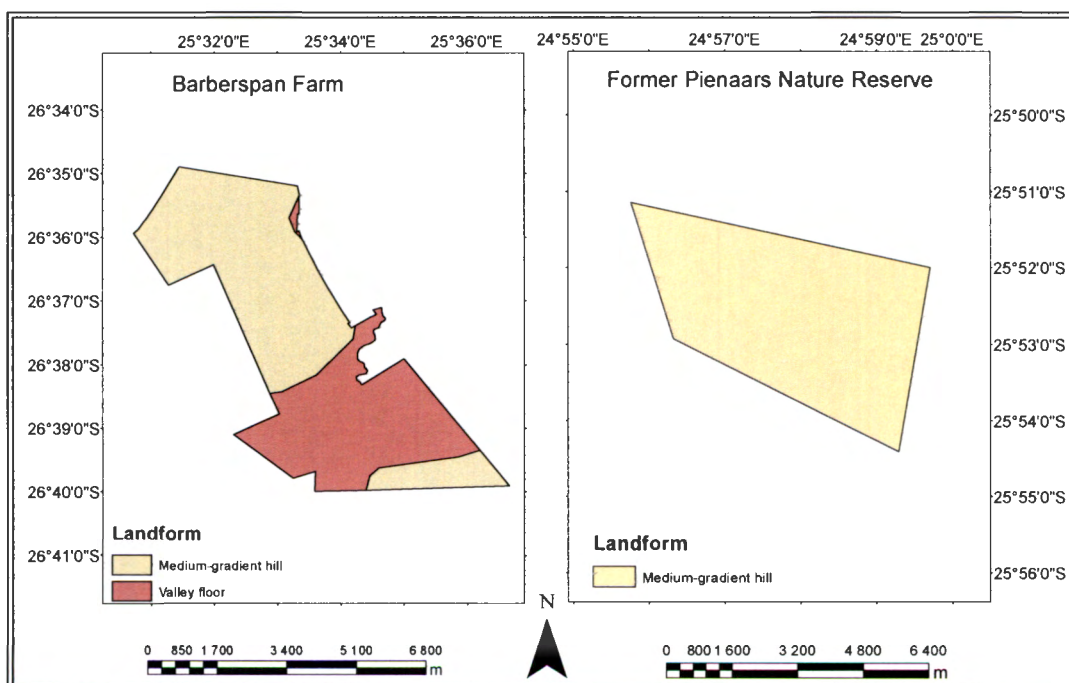 25°32'0"E 25°34'0"E 25°36'0"E
Barberspan Farm
26°34'0"S
26°35'0"S
26°36'0"S
26°37'0"S
26°38'0"S
26°39'0"S
26°40'0"S
26°41'0"S
Landform
Medium-gradient hill
Valley floor
0 850 1 700 3 400 5 100 6 800
m
N
24°55'0"E 24°57'0"E 24°59'0"E 25°0'0"E
Former Pienaars Nature Reserve
25°50'0"S
25°51'0"S
25°52'0"S
25°53'0"S
25°54'0"S
25°55'0"S
25°56'0"S
Landform
Medium-gradient hill
0 800 1 600 3 200 4 800 6 400
m